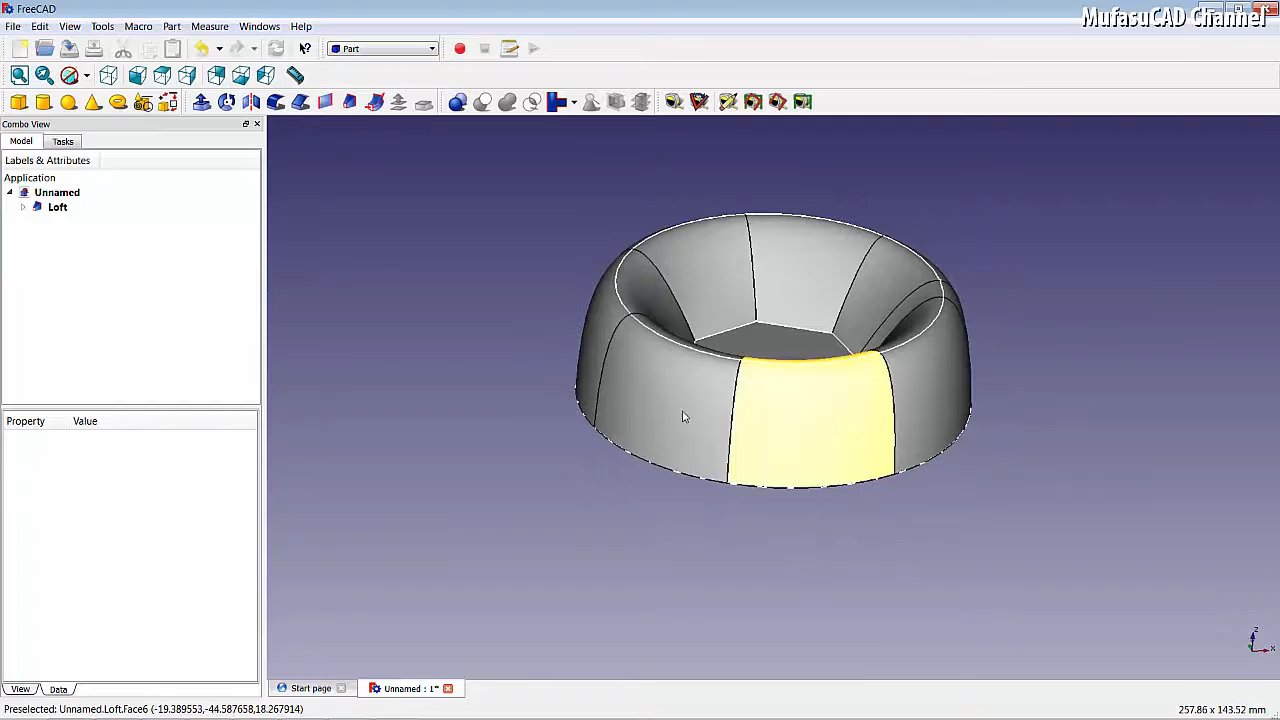 FreeCAD
MufasuCAD Channel
File Edit View Tools Macro Part Measure Windows Help
Part
Combo View
Model Tasks
Labels & Attributes
Application
Unnamed
Loft
Property Value
z
x
View Data
Start page
Unnamed : 1*
Preselected: Unnamed.Loft.Face6 (-19.389553,-44.587658,18.267914)
257.86 x 143.52 mm